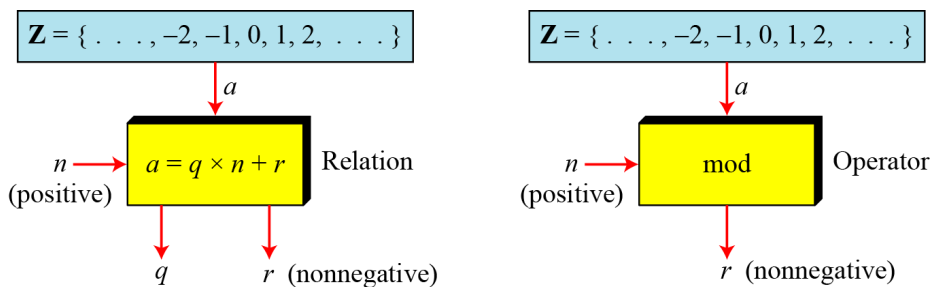 Z = { . . . , –2, –1, 0, 1, 2, . . . }
a
n
(positive)
a = q × n + r
Relation
q
r (nonnegative)
Z = { . . . , –2, –1, 0, 1, 2, . . . }
a
n
(positive)
mod
Operator
r (nonnegative)